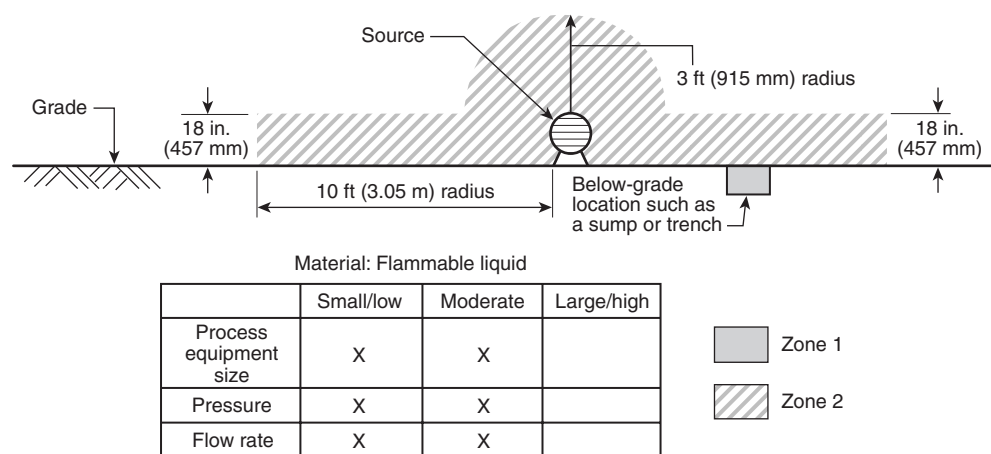 Source
3 ft (915 mm) radius
Grade
18 in.
(457 mm)
18 in.
(457 mm)
10 ft (3.05 m) radius
Below-grade
location such as
a sump or trench
Material: Flammable liquid
Small/low Moderate Large/high
Process
equipment
size
X X
Pressure X X
Flow rate X X
Zone 1
Zone 2